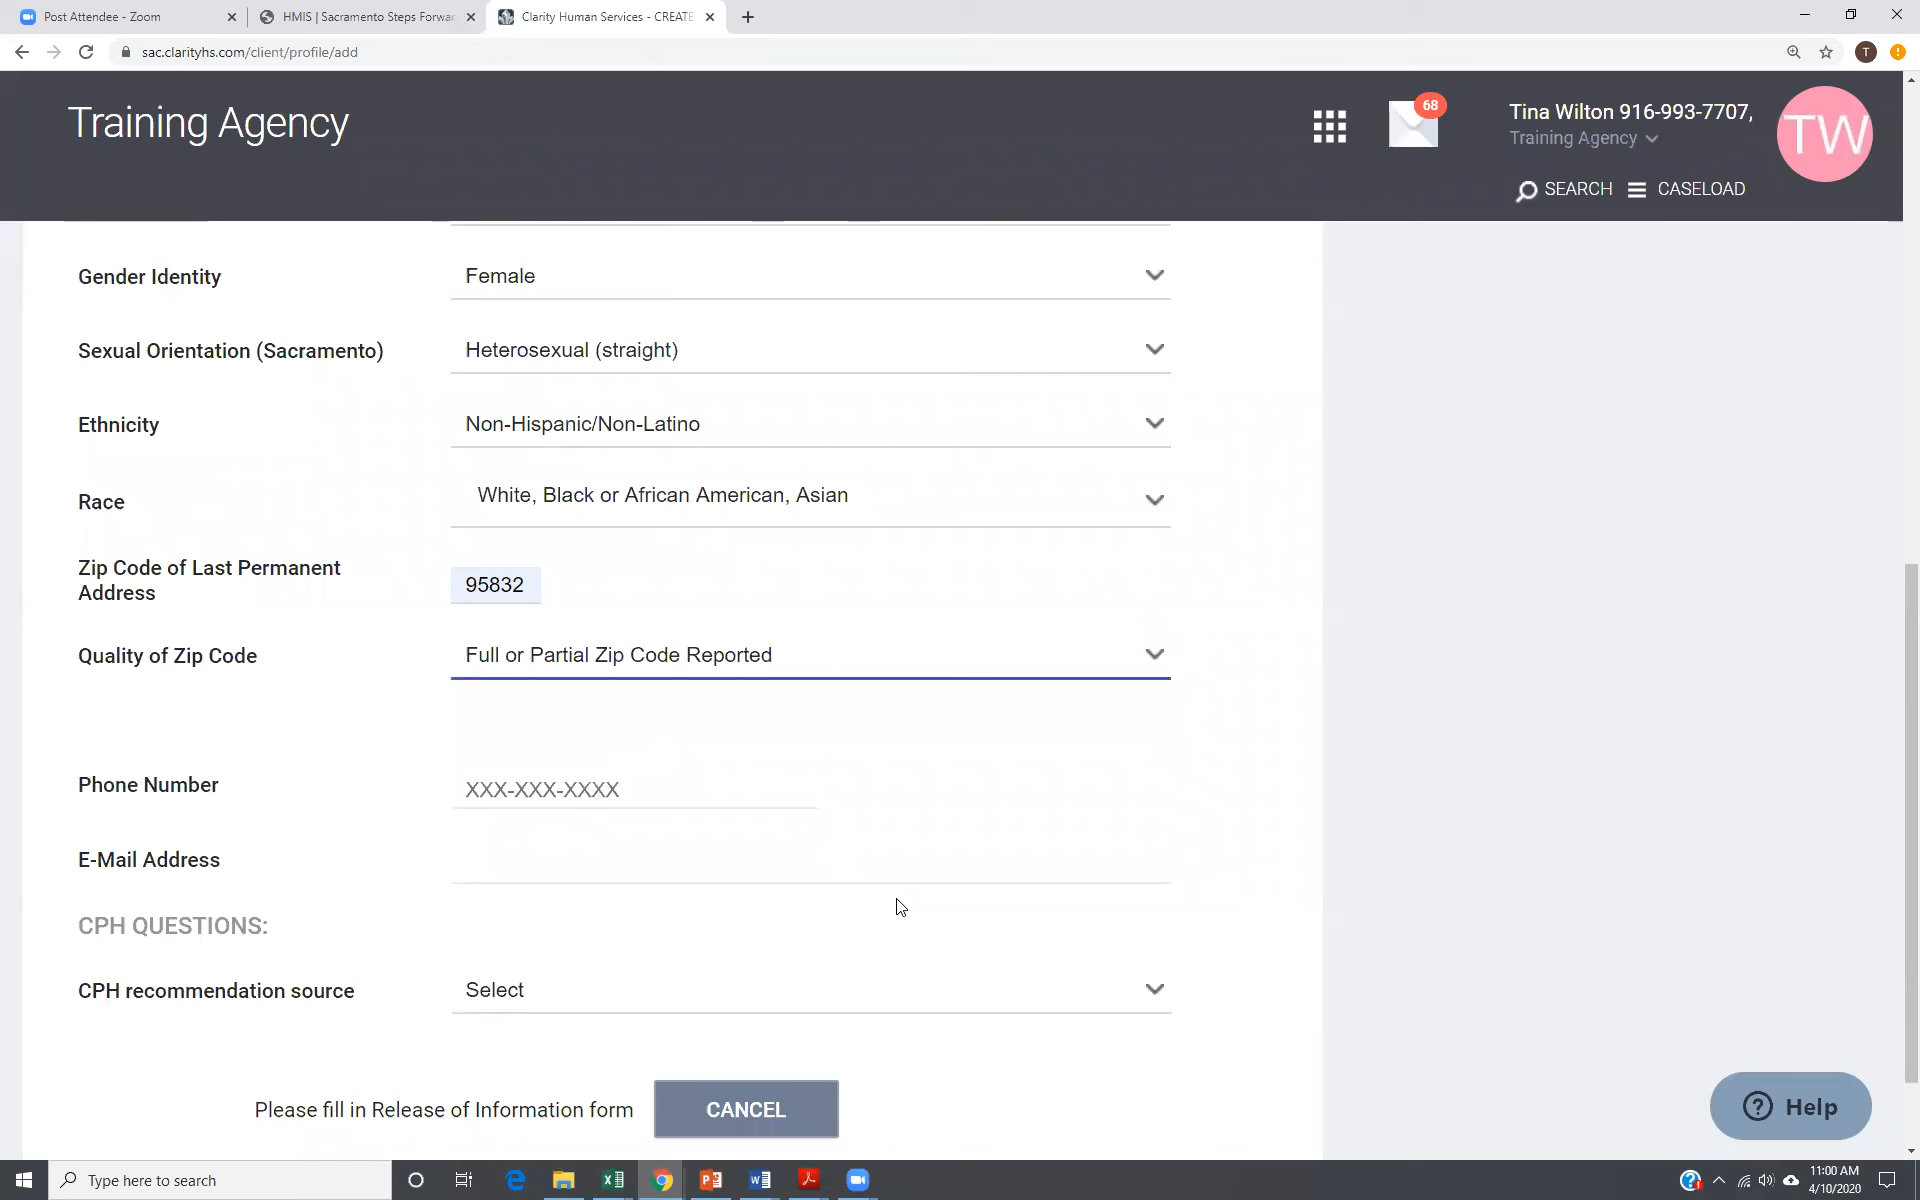 Post Attendee - Zoom
HMIS | Sacramento Steps Forwar
Clarity Human Services - CREATE
sac.clarityhs.com/client/profile/add
T
Training Agency
68
Tina Wilton 916-993-7707,
Training Agency
TW
SEARCH
CASELOAD
Gender Identity
Female
Sexual Orientation (Sacramento)
Heterosexual (straight)
Ethnicity
Non-Hispanic/Non-Latino
Race
White, Black or African American, Asian
Zip Code of Last Permanent
Address
95832
Quality of Zip Code
Full or Partial Zip Code Reported
Phone Number
XXX-XXX-XXXX
E-Mail Address
CPH QUESTIONS:
CPH recommendation source
Select
Please fill in Release of Information form
CANCEL
? Help
Type here to search
11:00 AM
4/10/2020